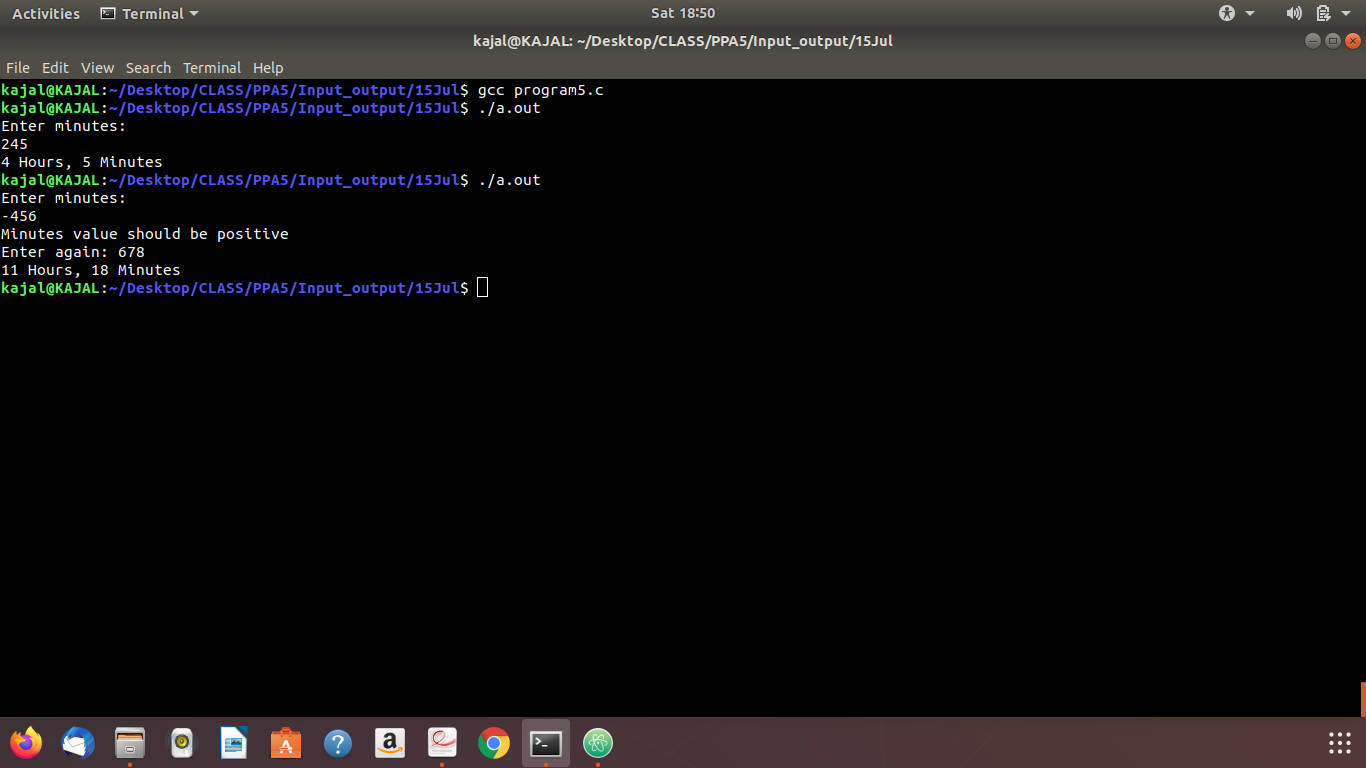 Activities Terminal Sat 18:50
kajal@KAJAL: ~/Desktop/CLASS/PPA5/Input_output/15Jul
File Edit View Search Terminal Help
kajal@KAJAL:~/Desktop/CLASS/PPA5/Input_output/15Jul$ gcc program5.c
kajal@KAJAL:~/Desktop/CLASS/PPA5/Input_output/15Jul$ ./a.out
Enter minutes:
245
4 Hours, 5 Minutes
kajal@KAJAL:~/Desktop/CLASS/PPA5/Input_output/15Jul$ ./a.out
Enter minutes:
-456
Minutes value should be positive
Enter again: 678
11 Hours, 18 Minutes
kajal@KAJAL:~/Desktop/CLASS/PPA5/Input_output/15Jul$